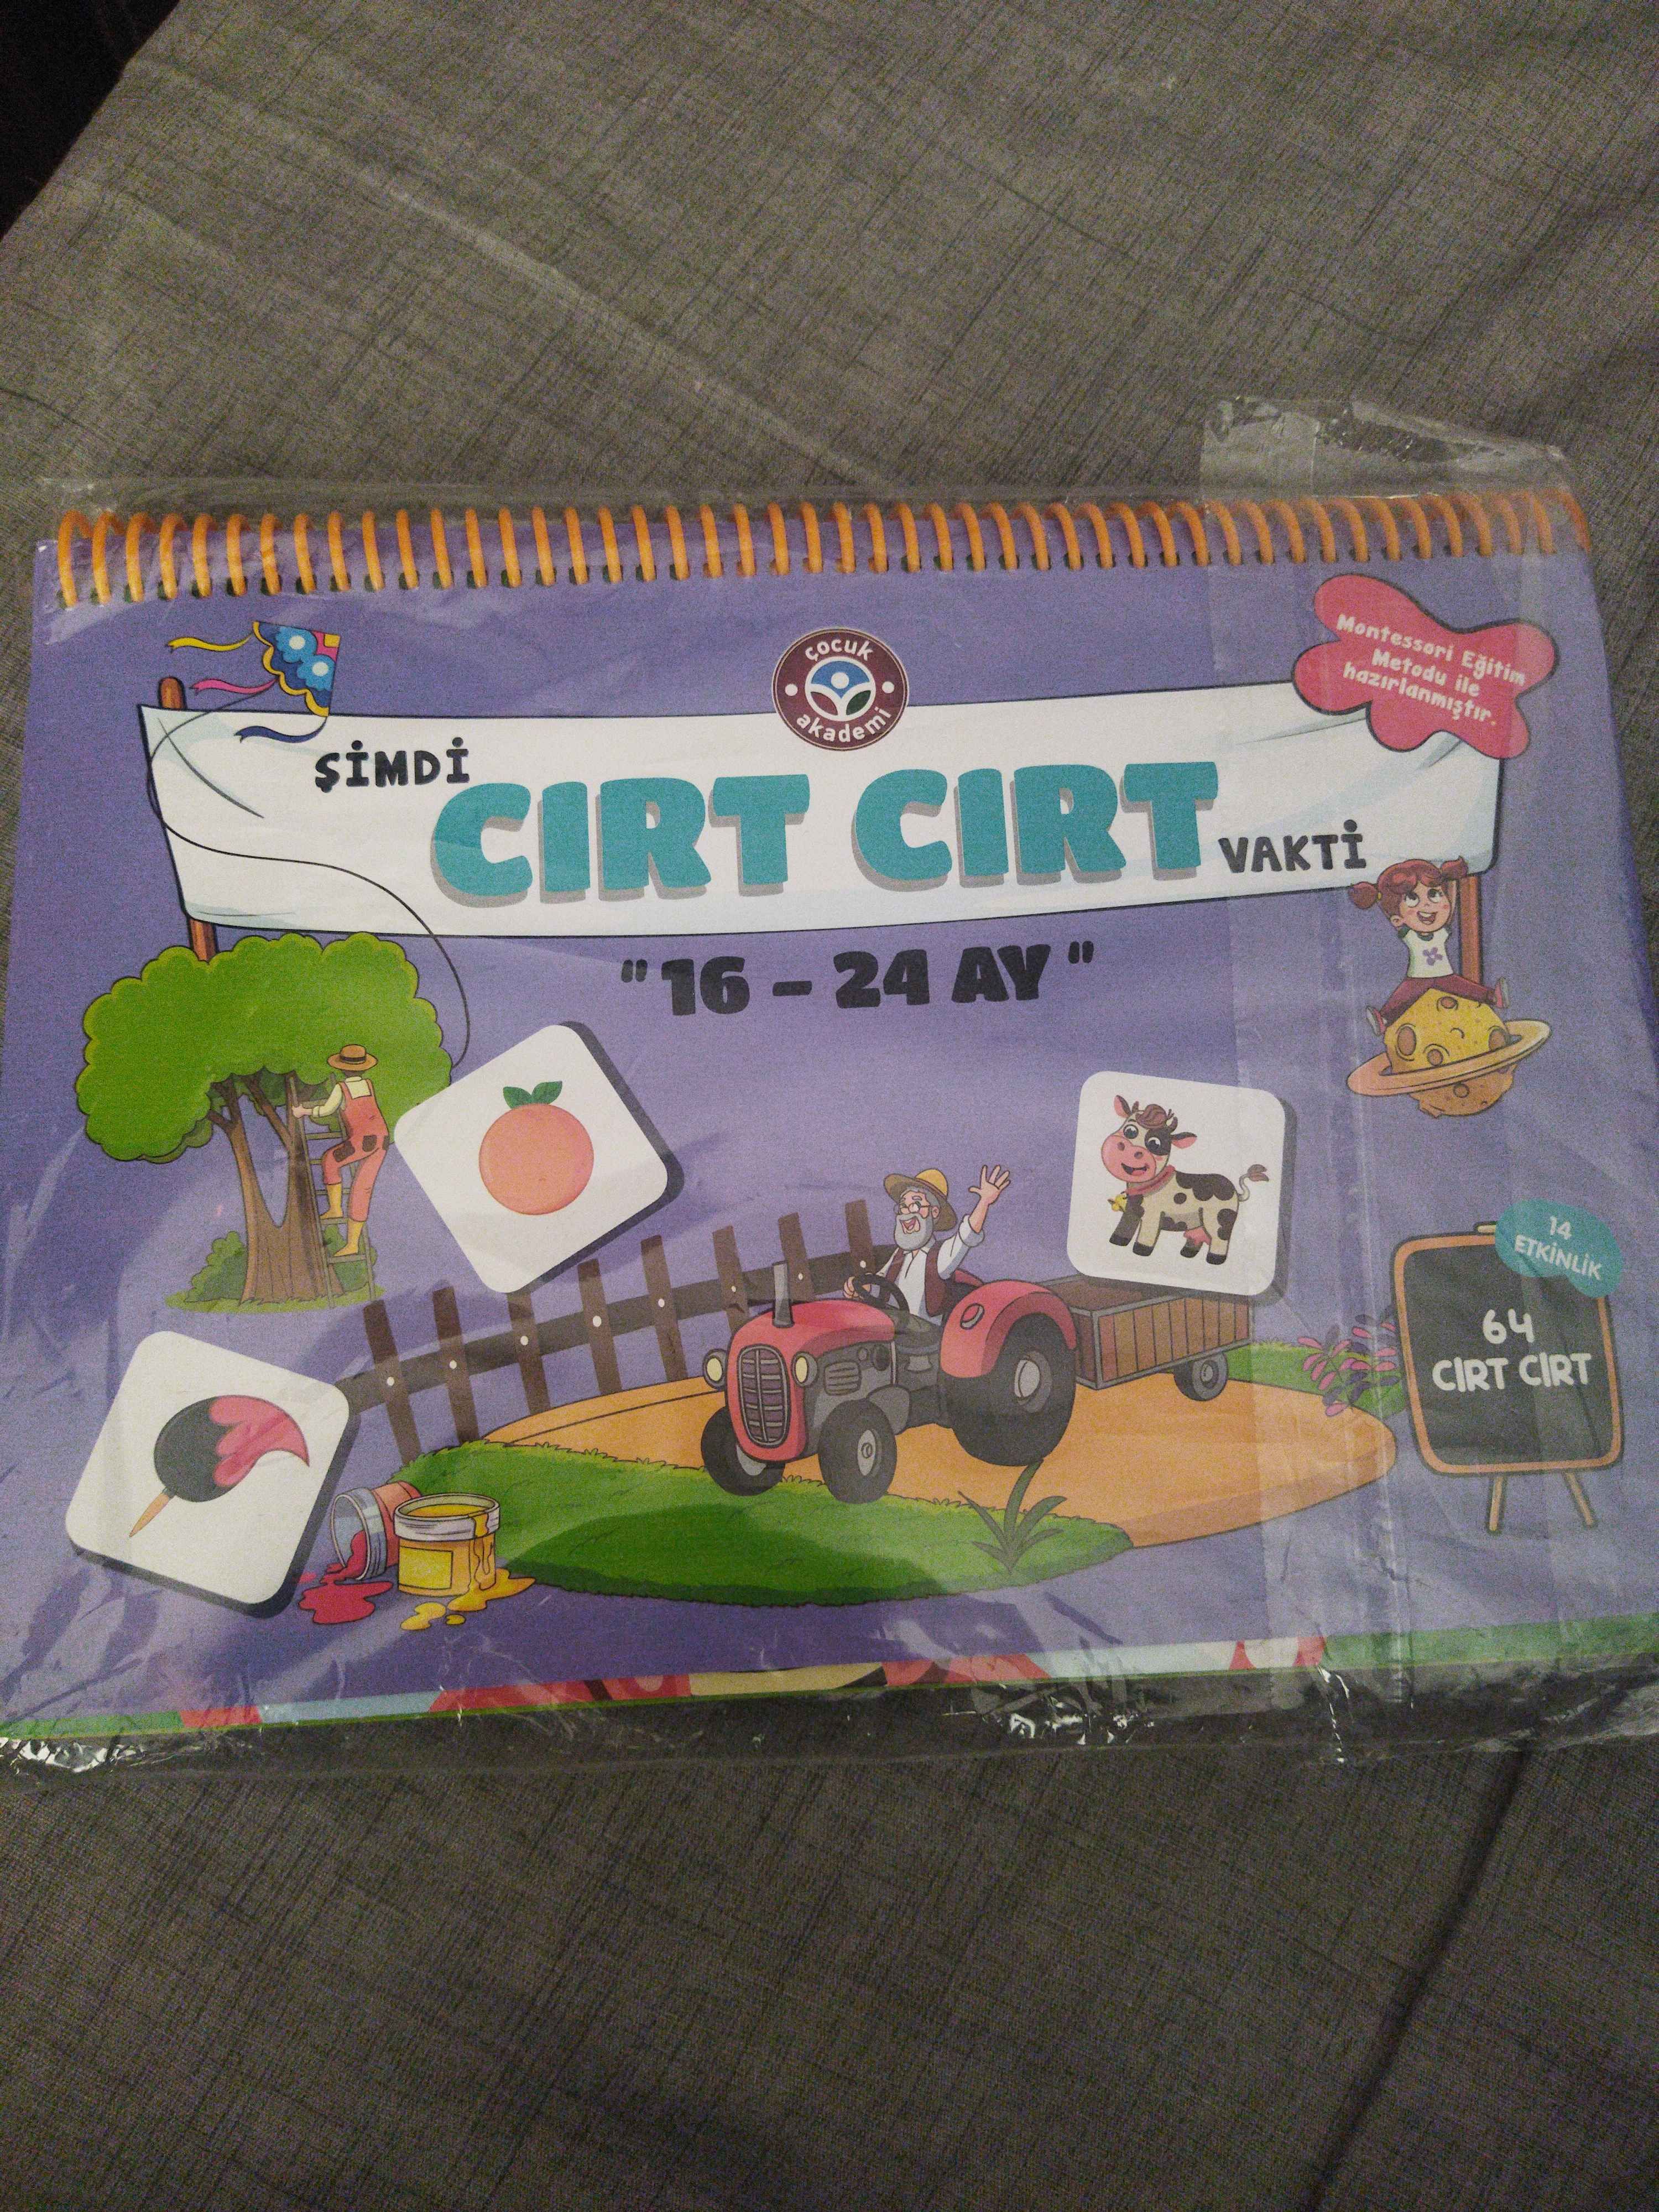 çocuk
akademi
Montessori Eğitim
Metodu ile
hazırlanmıştır.
ŞİMDİ
CIRT CIRT
VAKTİ
"16 - 24 AY"
14
ETKİNLİK
64
CIRT CIRT